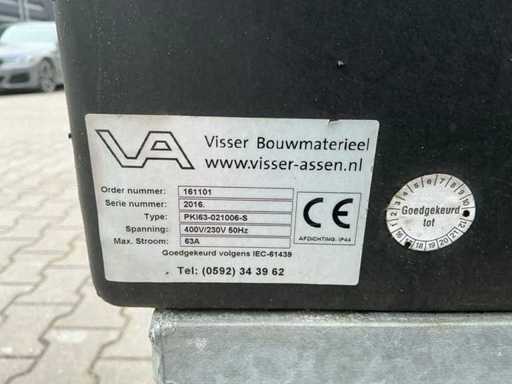 VA Visser Bouwmaterieel
www.visser-assen.nl
Order nummer: 161101
Serie nummer: 2016.
Type: PKI63-021006-S
Spanning: 400V/230V 50Hz
Max. Stroom: 63A
CE
AFDICHTING: IP44
Goedgekeurd volgens IEC-61439
Tel: (0592) 34 39 62
Goedgekeurd
tot